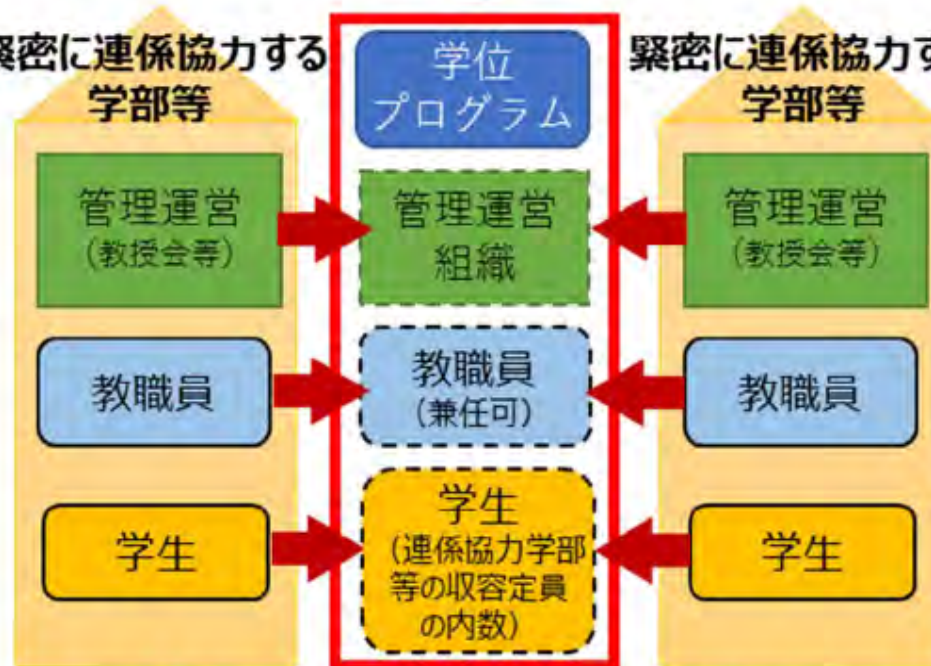 緊密に連係協力する
学部等
管理運営
(教授会等)
教職員
学生
学位
プログラム
管理運営
組織
教職員
(兼任可)
学生
(連係協力学部
等の収容定員
の内数)
緊密に連係協力す
学部等
管理運営
(教授会等)
教職員
学生